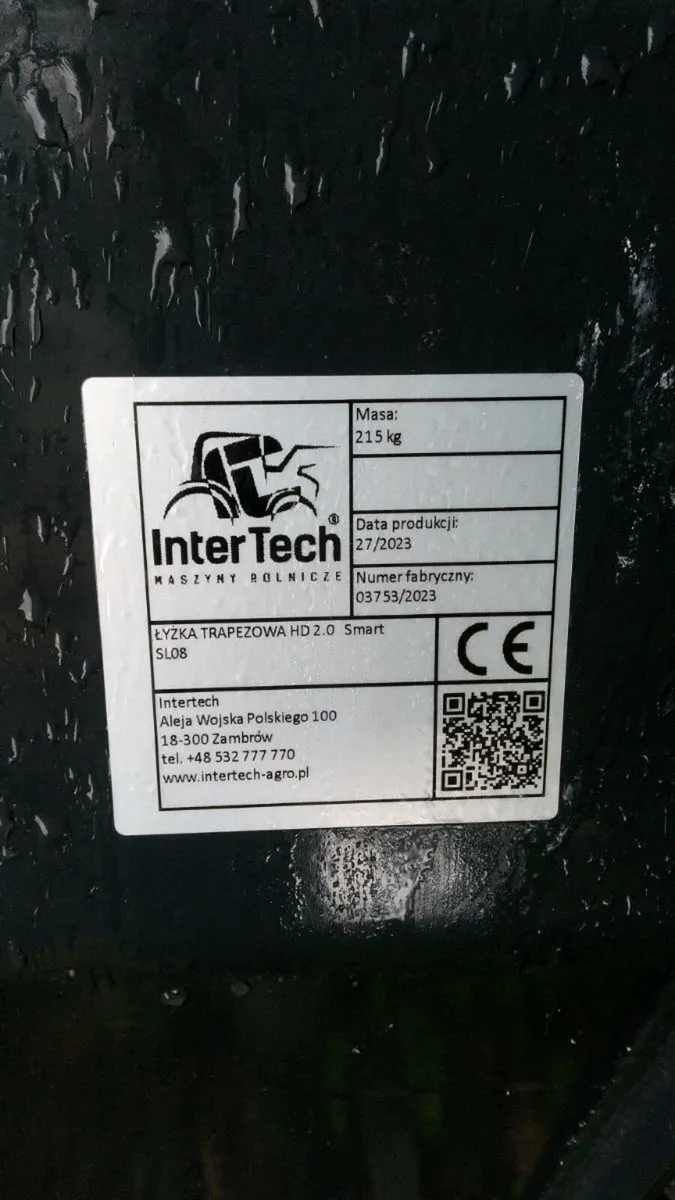 InterTech®
MASZYNY ROLNICZE
Masa:
215 kg
Data produkcji:
27/2023
Numer fabryczny:
03753/2023
ŁYŻKA TRAPEZOWA HD 2.0 Smart
SL08
CE
Intertech
Aleja Wojska Polskiego 100
18-300 Zambrów
tel. +48 532 777 770
www.intertech-agro.pl